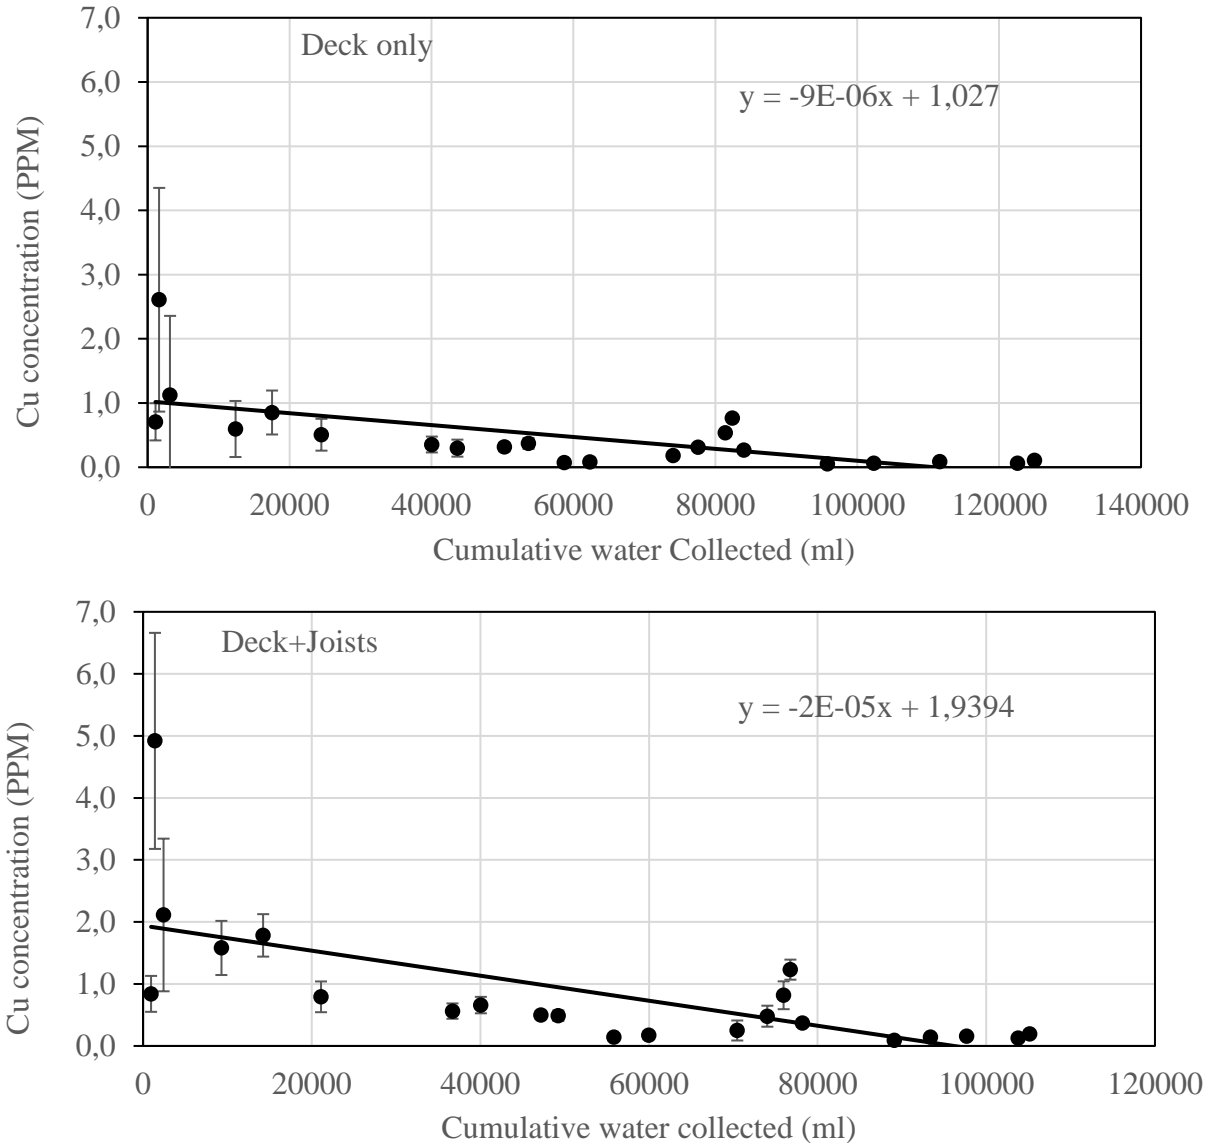 7,0
Deck only
6,0
y = -9E-06x + 1,027
5,0
4,0
3,0
2,0
1,0
0,0
Cu concentration (PPM)
0 20000 40000 60000 80000 100000 120000 140000
Cumulative water Collected (ml)
7,0
Deck+Joists
6,0
y = -2E-05x + 1,9394
5,0
4,0
3,0
2,0
1,0
0,0
Cu concentration (PPM)
0 20000 40000 60000 80000 100000 120000
Cumulative water collected (ml)